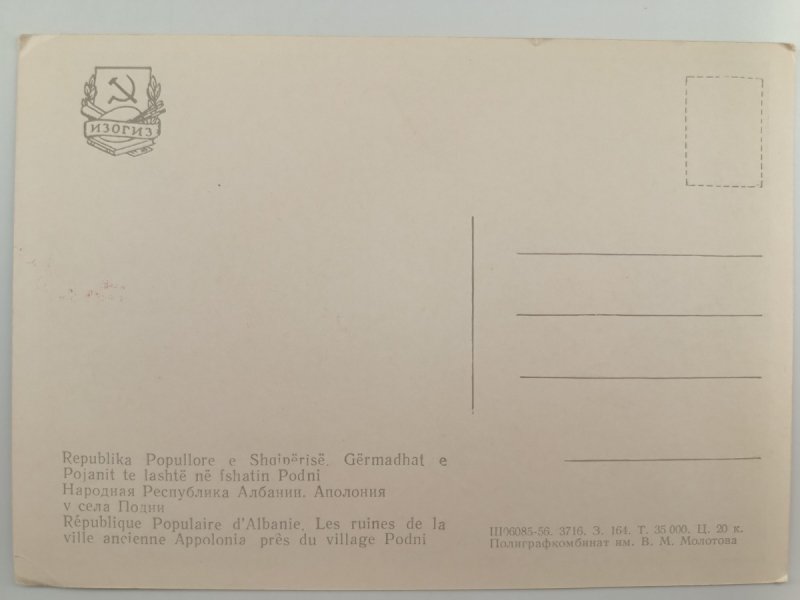 ИЗОГИЗ
Republika Popullore e Shqipërisë. Gërmadhat e
Pojanit te lashtë në fshatin Podni
Народная Республика Албании. Аполония
у села Подни
République Populaire d'Albanie. Les ruines de la
ville ancienne Appolonia près du village Podni
Ш06085-56. 3716. З. 164. Т. 35 000. Ц. 20 к.
Полиграфкомбинат им. В. М. Молотова